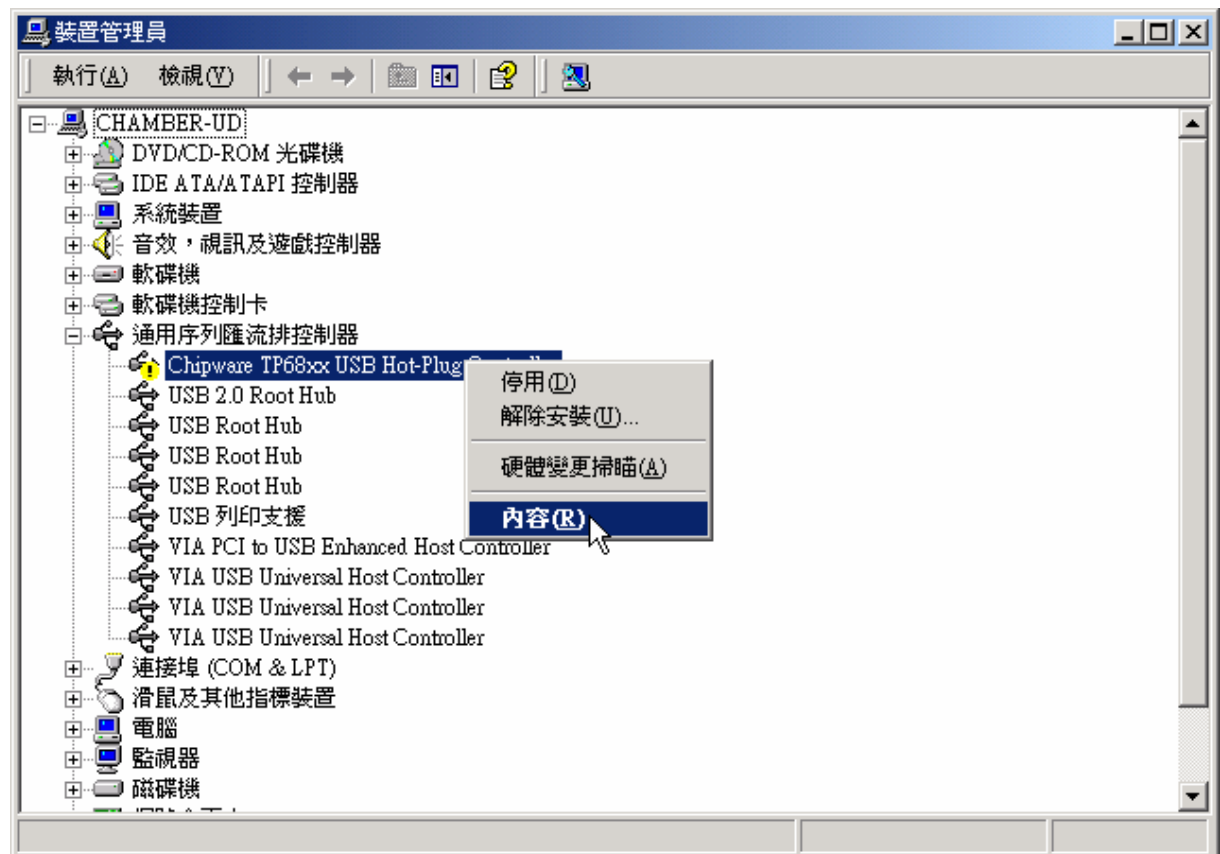 裝置管理員
執行(A) 檢視(V)
CHAMBER-UD
DVD/CD-ROM 光碟機
IDE ATA/ATAPI 控制器
系統裝置
音效，視訊及遊戲控制器
軟碟機
軟碟機控制卡
通用序列匯流排控制器
Chipware TP68xx USB Hot-Plug
停用(D)
解除安裝(U)...
硬體變更掃瞄(A)
內容(R)
USB 2.0 Root Hub
USB Root Hub
USB Root Hub
USB Root Hub
USB 列印支援
VIA PCI to USB Enhanced Host Controller
VIA USB Universal Host Controller
VIA USB Universal Host Controller
VIA USB Universal Host Controller
連接埠 (COM & LPT)
滑鼠及其他指標裝置
電腦
監視器
磁碟機